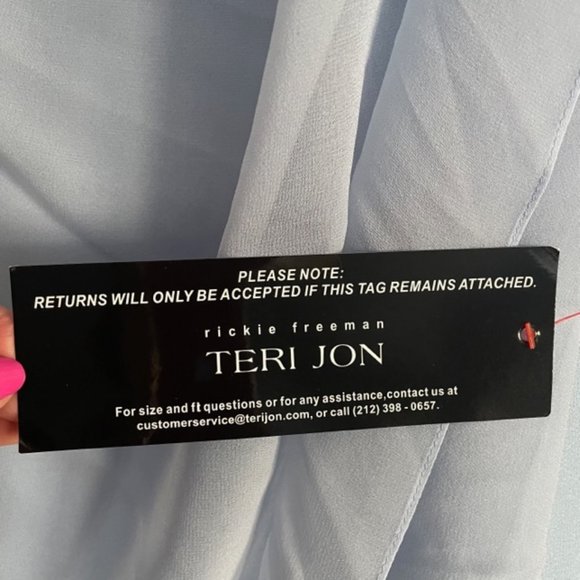 PLEASE NOTE:
RETURNS WILL ONLY BE ACCEPTED IF THIS TAG REMAINS ATTACHED.
rickie freeman
TERI JON
For size and ft questions or for any assistance,contact us at
customerservice@terijon.com, or call (212) 398 - 0657.